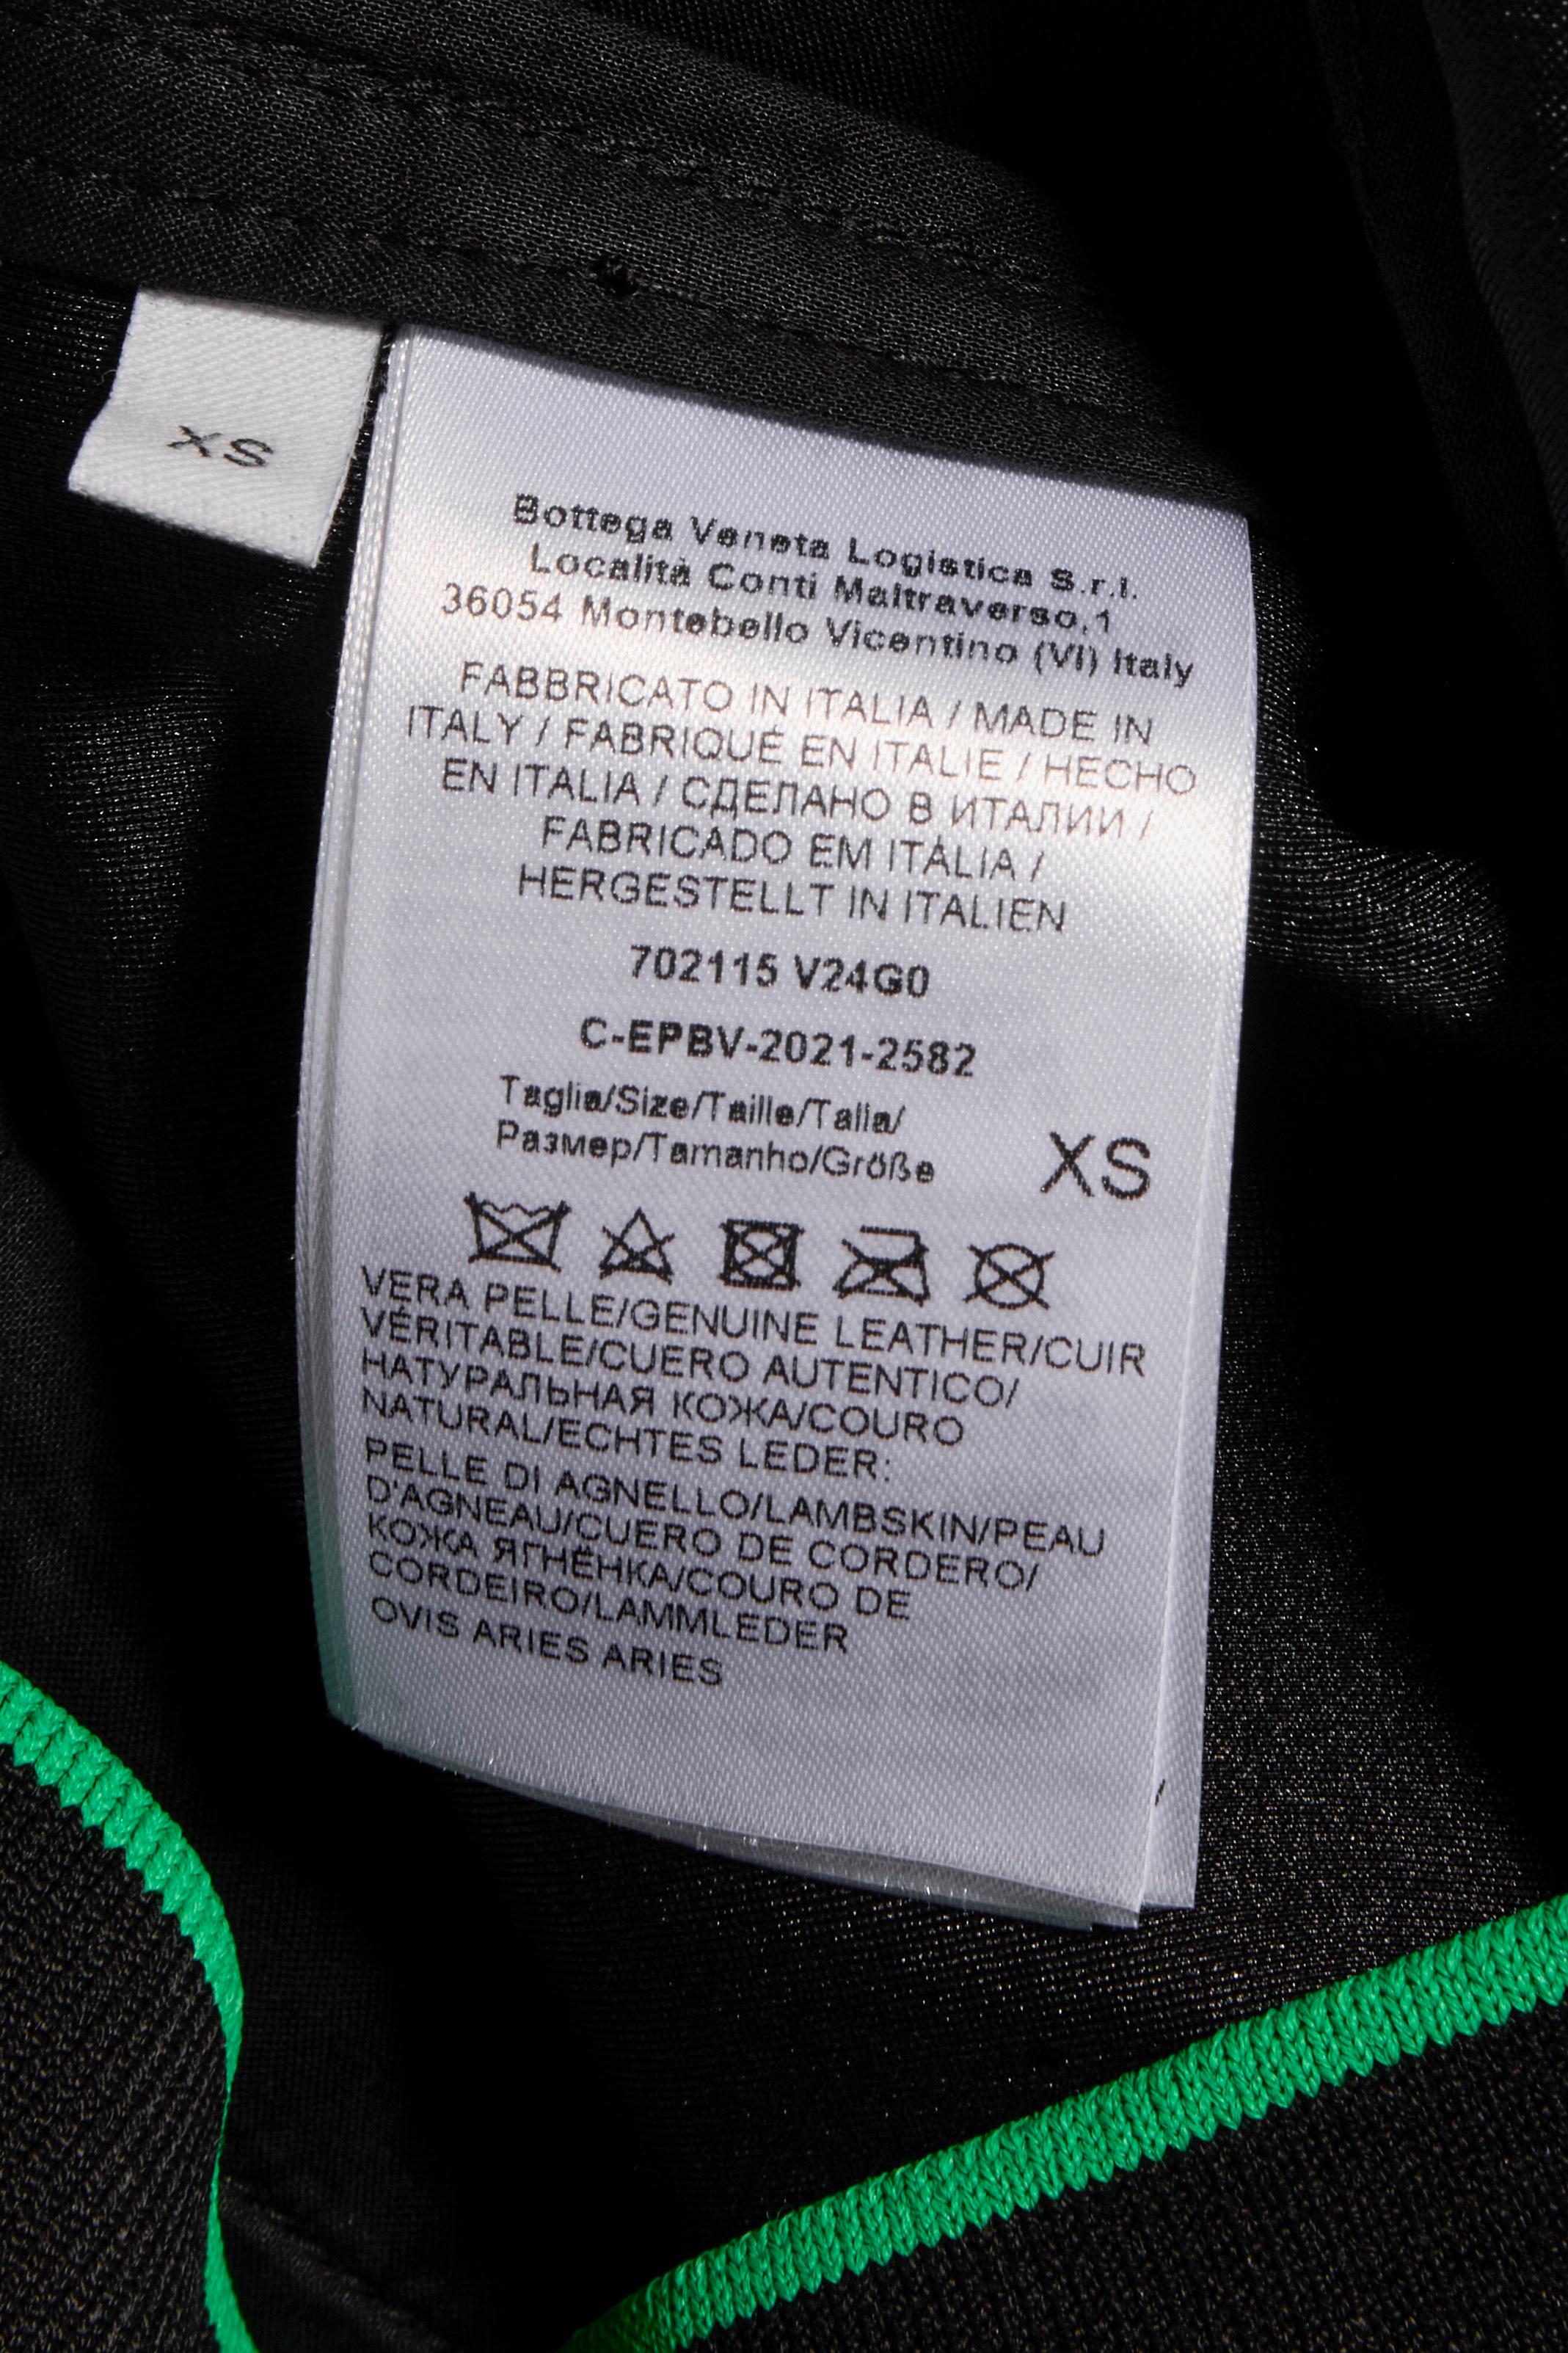 XS
Bottega Veneta Logistica S.r.l.
Località Conti Maltraverso,1
36054 Montebello Vicentino (VI) Italy
FABBRICATO IN ITALIA / MADE IN
ITALY / FABRIQUÉ EN ITALIE / HECHO
EN ITALIA / СДЕЛАНО В ИТАЛИИ /
FABRICADO EM ITÁLIA /
HERGESTELLT IN ITALIEN
702115 V24G0
C-EPBV-2021-2582
Taglia/Size/Taille/Talla/
Размер/Tamanho/Größe XS
VERA PELLE/GENUINE LEATHER/CUIR
VÉRITABLE/CUERO AUTENTICO/
НАТУРАЛЬНАЯ КОЖА/COURO
NATURAL/ECHTES LEDER:
PELLE DI AGNELLO/LAMBSKIN/PEAU
D'AGNEAU/CUERO DE CORDERO/
КОЖА ЯГНЁНКА/COURO DE
CORDEIRO/LAMMLEDER
OVIS ARIES ARIES